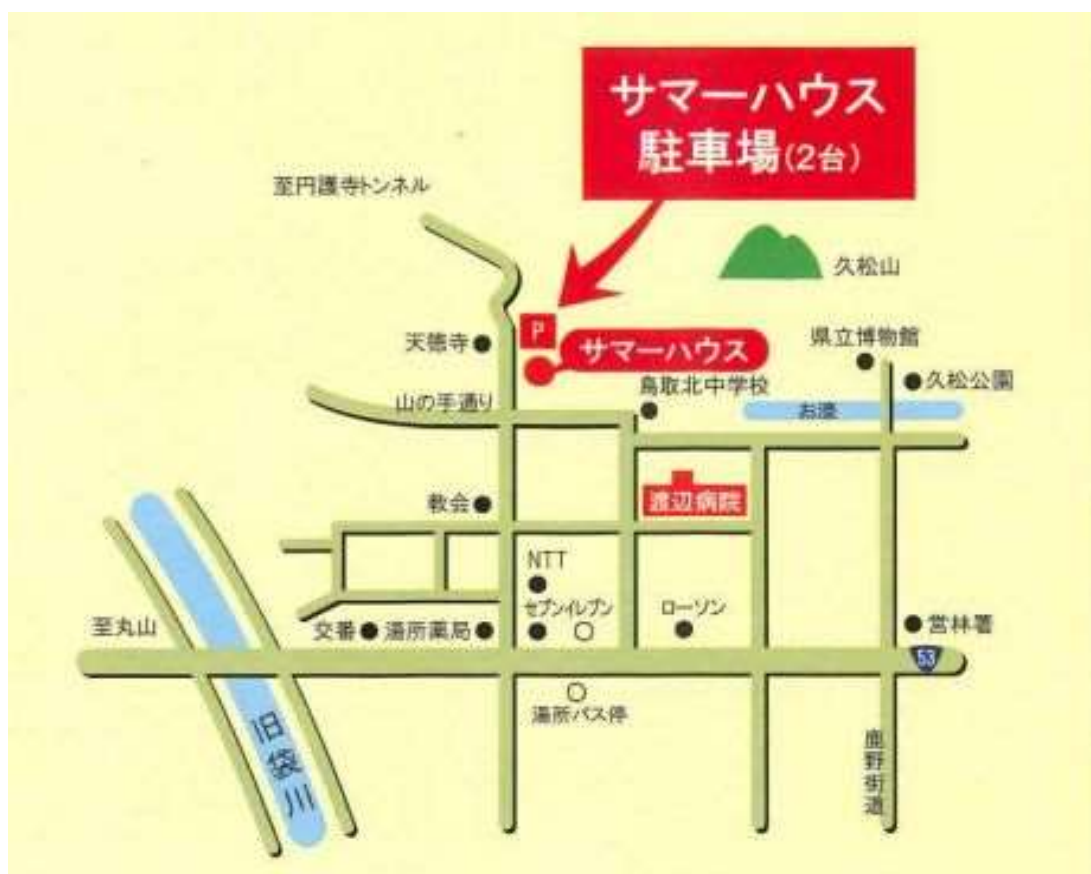 サマーハウス
駐車場(2台)
至円護寺トンネル
久松山
P
天徳寺
サマーハウス
県立博物館
鳥取北中学校
久松公園
山の手通り
お濠
渡辺病院
教会
NTT
セブンイレブン
ローソン
至丸山
交番
湯所薬局
営林署
53
湯所バス停
旧袋川
鹿野街道